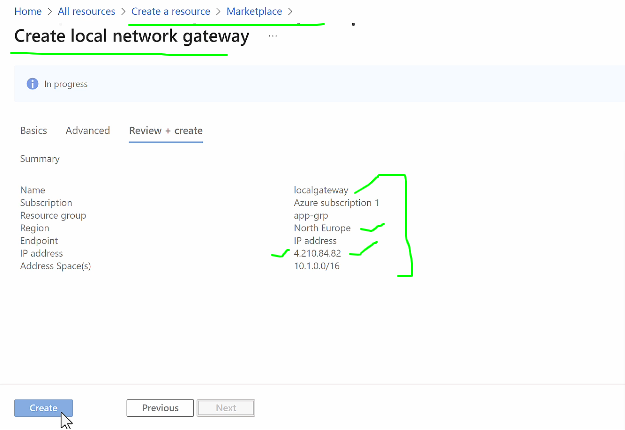 Home > All resources > Create a resource > Marketplace >
Create local network gateway ...
In progress
Basics Advanced Review + create
Summary
Name localgateway
Subscription Azure subscription 1
Resource group app-grp
Region North Europe
Endpoint IP address
IP address 4.210.84.82
Address Space(s) 10.1.0.0/16
Create Previous Next